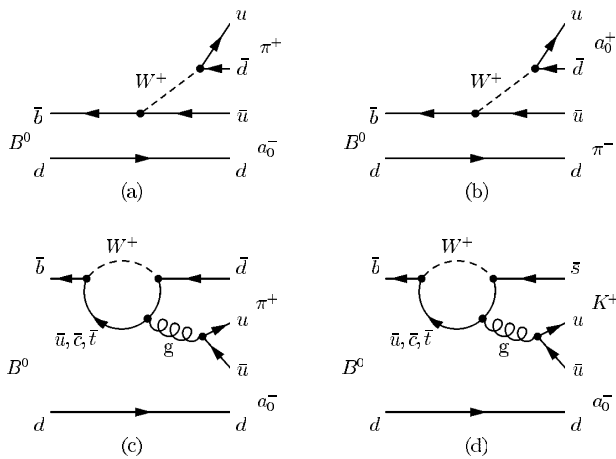 u
π⁺
d̄
W⁺
b̄
ū
B⁰
a₀⁻
d
d
(a)
u
a₀⁺
d̄
W⁺
b̄
ū
B⁰
π⁻
d
d
(b)
W⁺
b̄
d̄
π⁺
u
ū, c̄, t̄
g
ū
B⁰
a₀⁻
d
d
(c)
W⁺
b̄
s̄
K⁺
u
ū, c̄, t̄
g
ū
B⁰
a₀⁻
d
d
(d)